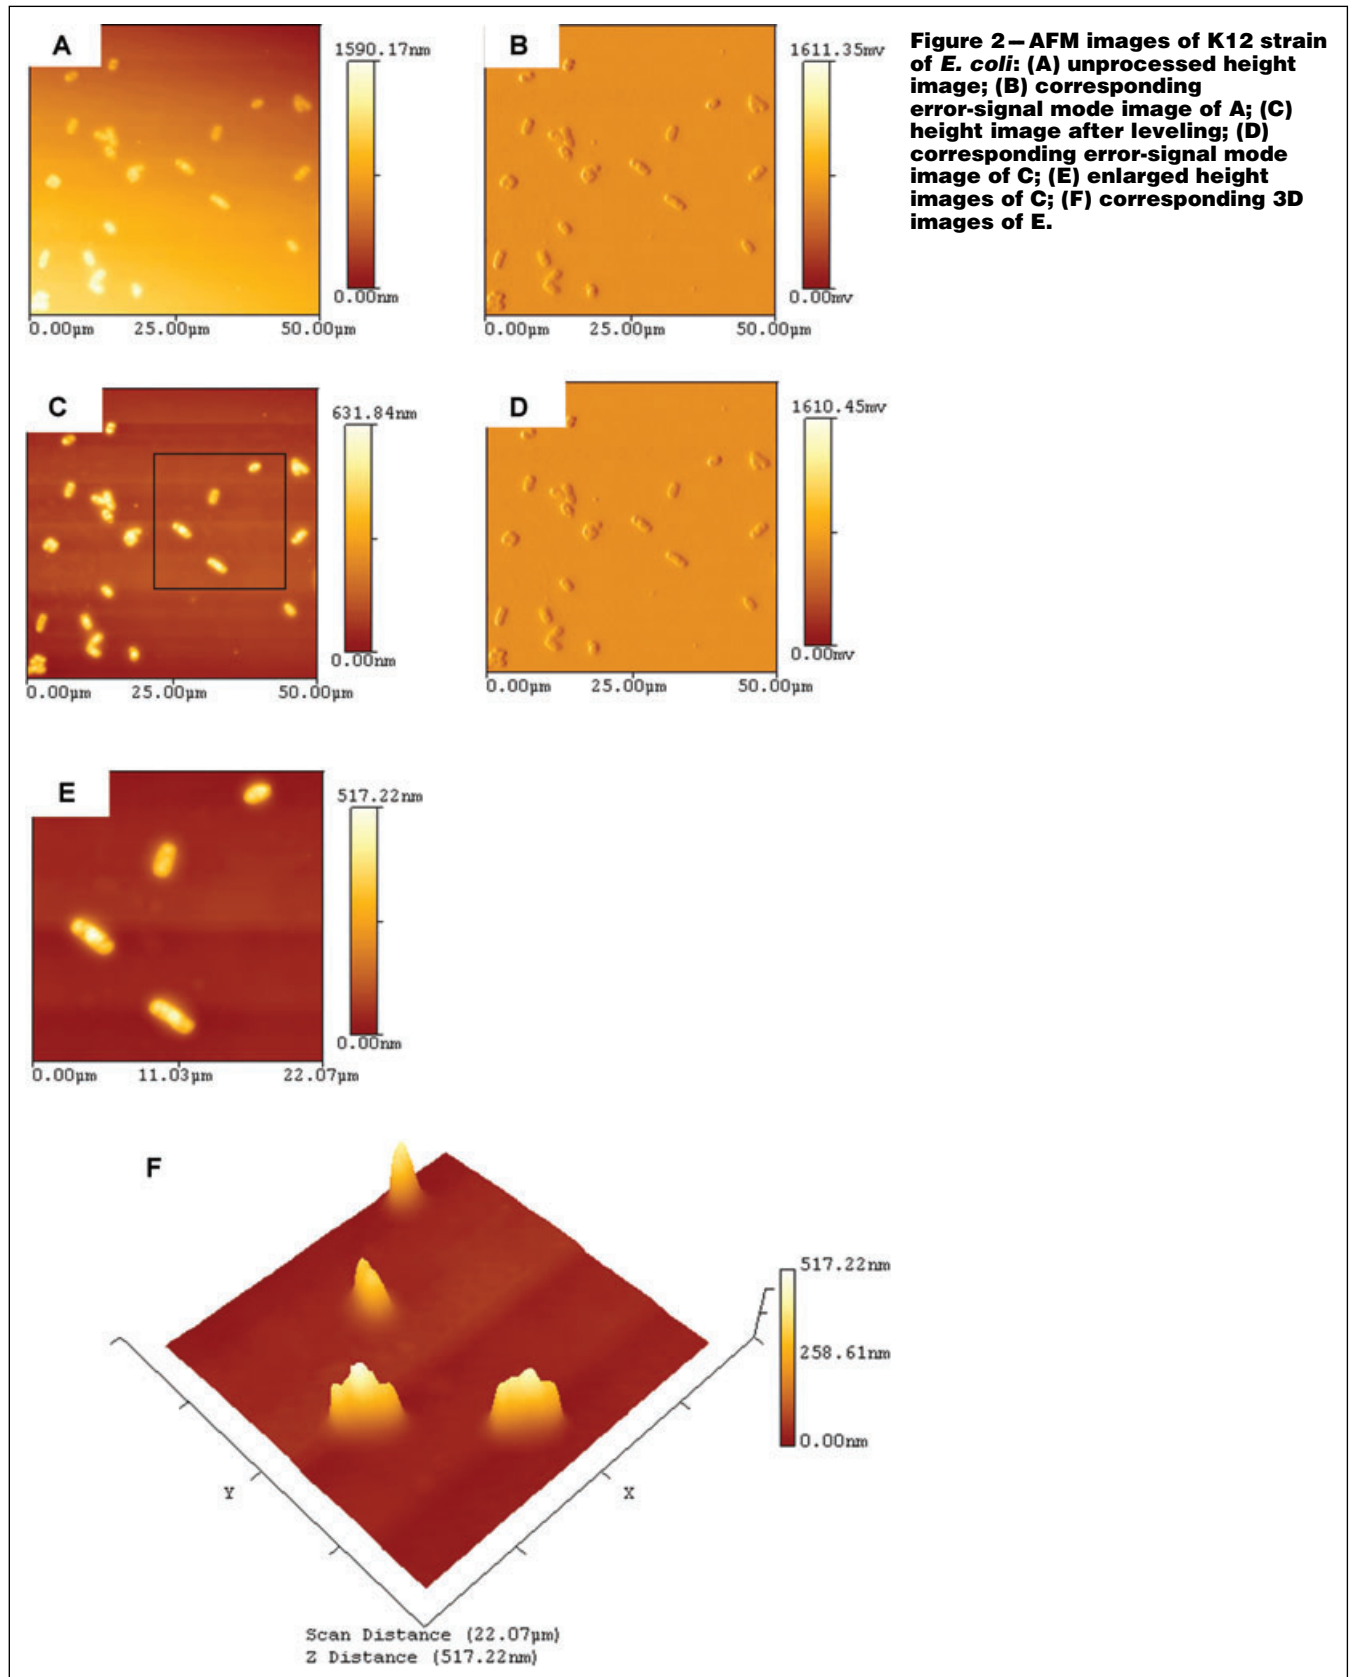 A
1590.17nm
0.00nm
0.00µm 25.00µm 50.00µm
B
1611.35mv
0.00mv
0.00µm 25.00µm 50.00µm
Figure 2—AFM images of K12 strain
of E. coli: (A) unprocessed height
image; (B) corresponding
error-signal mode image of A; (C)
height image after leveling; (D)
corresponding error-signal mode
image of C; (E) enlarged height
images of C; (F) corresponding 3D
images of E.
C
631.84nm
0.00nm
0.00µm 25.00µm 50.00µm
D
1610.45mv
0.00mv
0.00µm 25.00µm 50.00µm
E
517.22nm
0.00nm
0.00µm 11.03µm 22.07µm
F
517.22nm
258.61nm
0.00nm
Y
X
Scan Distance (22.07µm)
Z Distance (517.22nm)